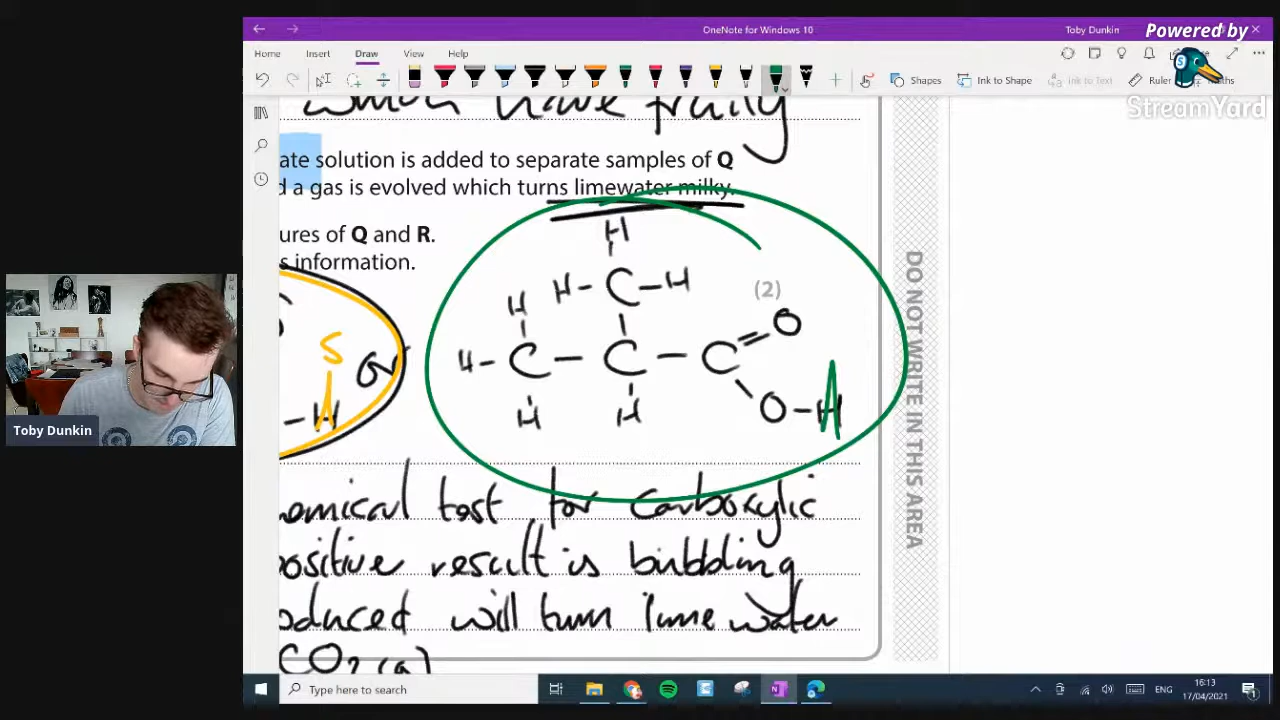 OneNote for Windows 10
Toby Dunkin
Powered by
StreamYard
Home Insert Draw View Help
Shapes Ink to Shape Ink to Text Ruler
which have fruity
ate solution is added to separate samples of Q
d a gas is evolved which turns limewater milky.
ures of Q and R.
s information.
(2)
H
H H-C-H
H-C-C-C=O
H H O-H
S
or
-H
A
DO NOT WRITE IN THIS AREA
emical test for carboxylic
positive result is bubbling
oduced will turn lime water
CO2 (g)
Toby Dunkin
Type here to search
ENG
16:13
17/04/2021